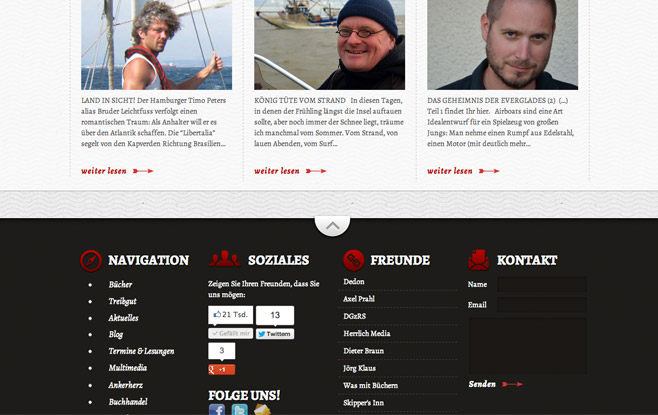 LAND IN SICHT! Der Hamburger Timo Peters
alias Bruder Leichtfuss verfolgt einen
romantischen Traum: Als Anhalter will er es
über den Atlantik schaffen. Die "Libertalia"
segelt von den Kapverden Richtung Brasilien...
weiter lesen
KÖNIG TÜTE VOM STRAND In diesen Tagen,
in denen der Frühling längst die Insel auftauen
sollte, aber noch immer der Schnee liegt, träume
ich manchmal vom Sommer. Vom Strand, von
lauen Abenden, vom Surf...
weiter lesen
DAS GEHEIMNIS DER EVERGLADES (2) (...)
Teil 1 findet Ihr hier. Airboats sind eine Art
Idealentwurf für ein Spielzeug von großen
Jungs: Man nehme einen Rumpf aus Edelstahl,
einen Motor (mit deutlich mehr...
weiter lesen
NAVIGATION
Bücher
Treibgut
Aktuelles
Blog
Termine & Lesungen
Multimedia
Ankerherz
Buchhandel
SOZIALES
Zeigen Sie Ihren Freunden, dass Sie
uns mögen:
21 Tsd.
13
Gefällt mir
Twittern
3
+1
FOLGE UNS!
FREUNDE
Dedon
Axel Prahl
DGzRS
Herrlich Media
Dieter Braun
Jörg Klaus
Was mit Büchern
Skipper's Inn
KONTAKT
Name
Email
Senden